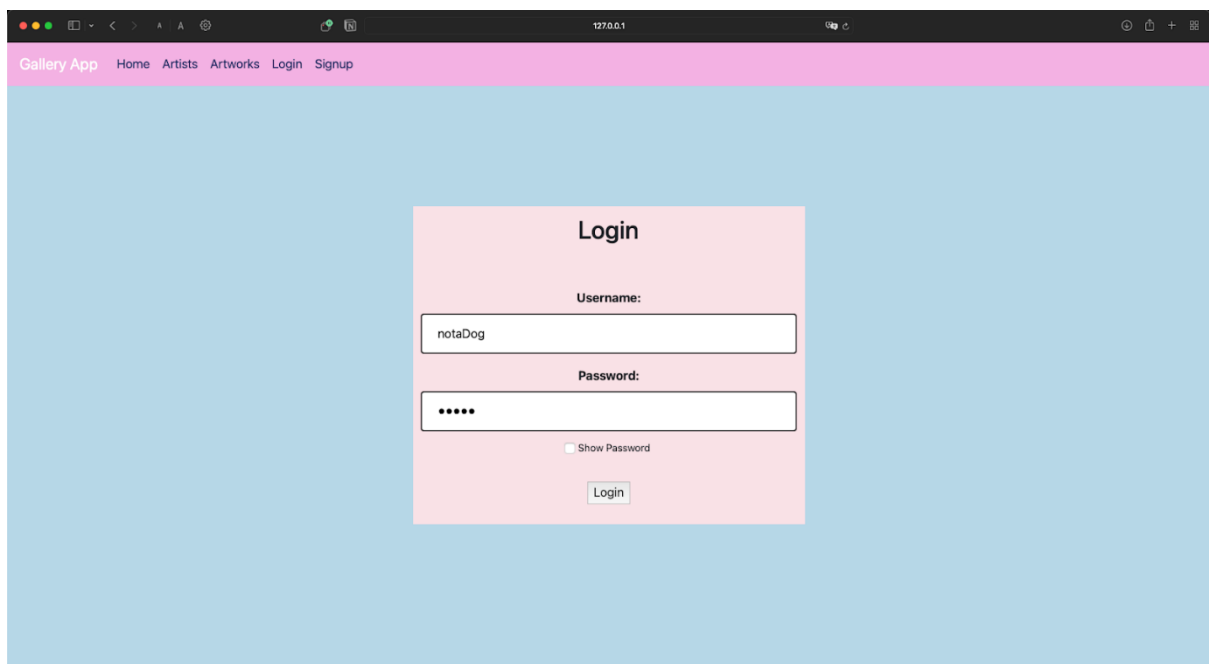 A A 127.0.0.1
Gallery App Home Artists Artworks Login Signup
Login
Username:
notaDog
Password:
•••••
Show Password
Login